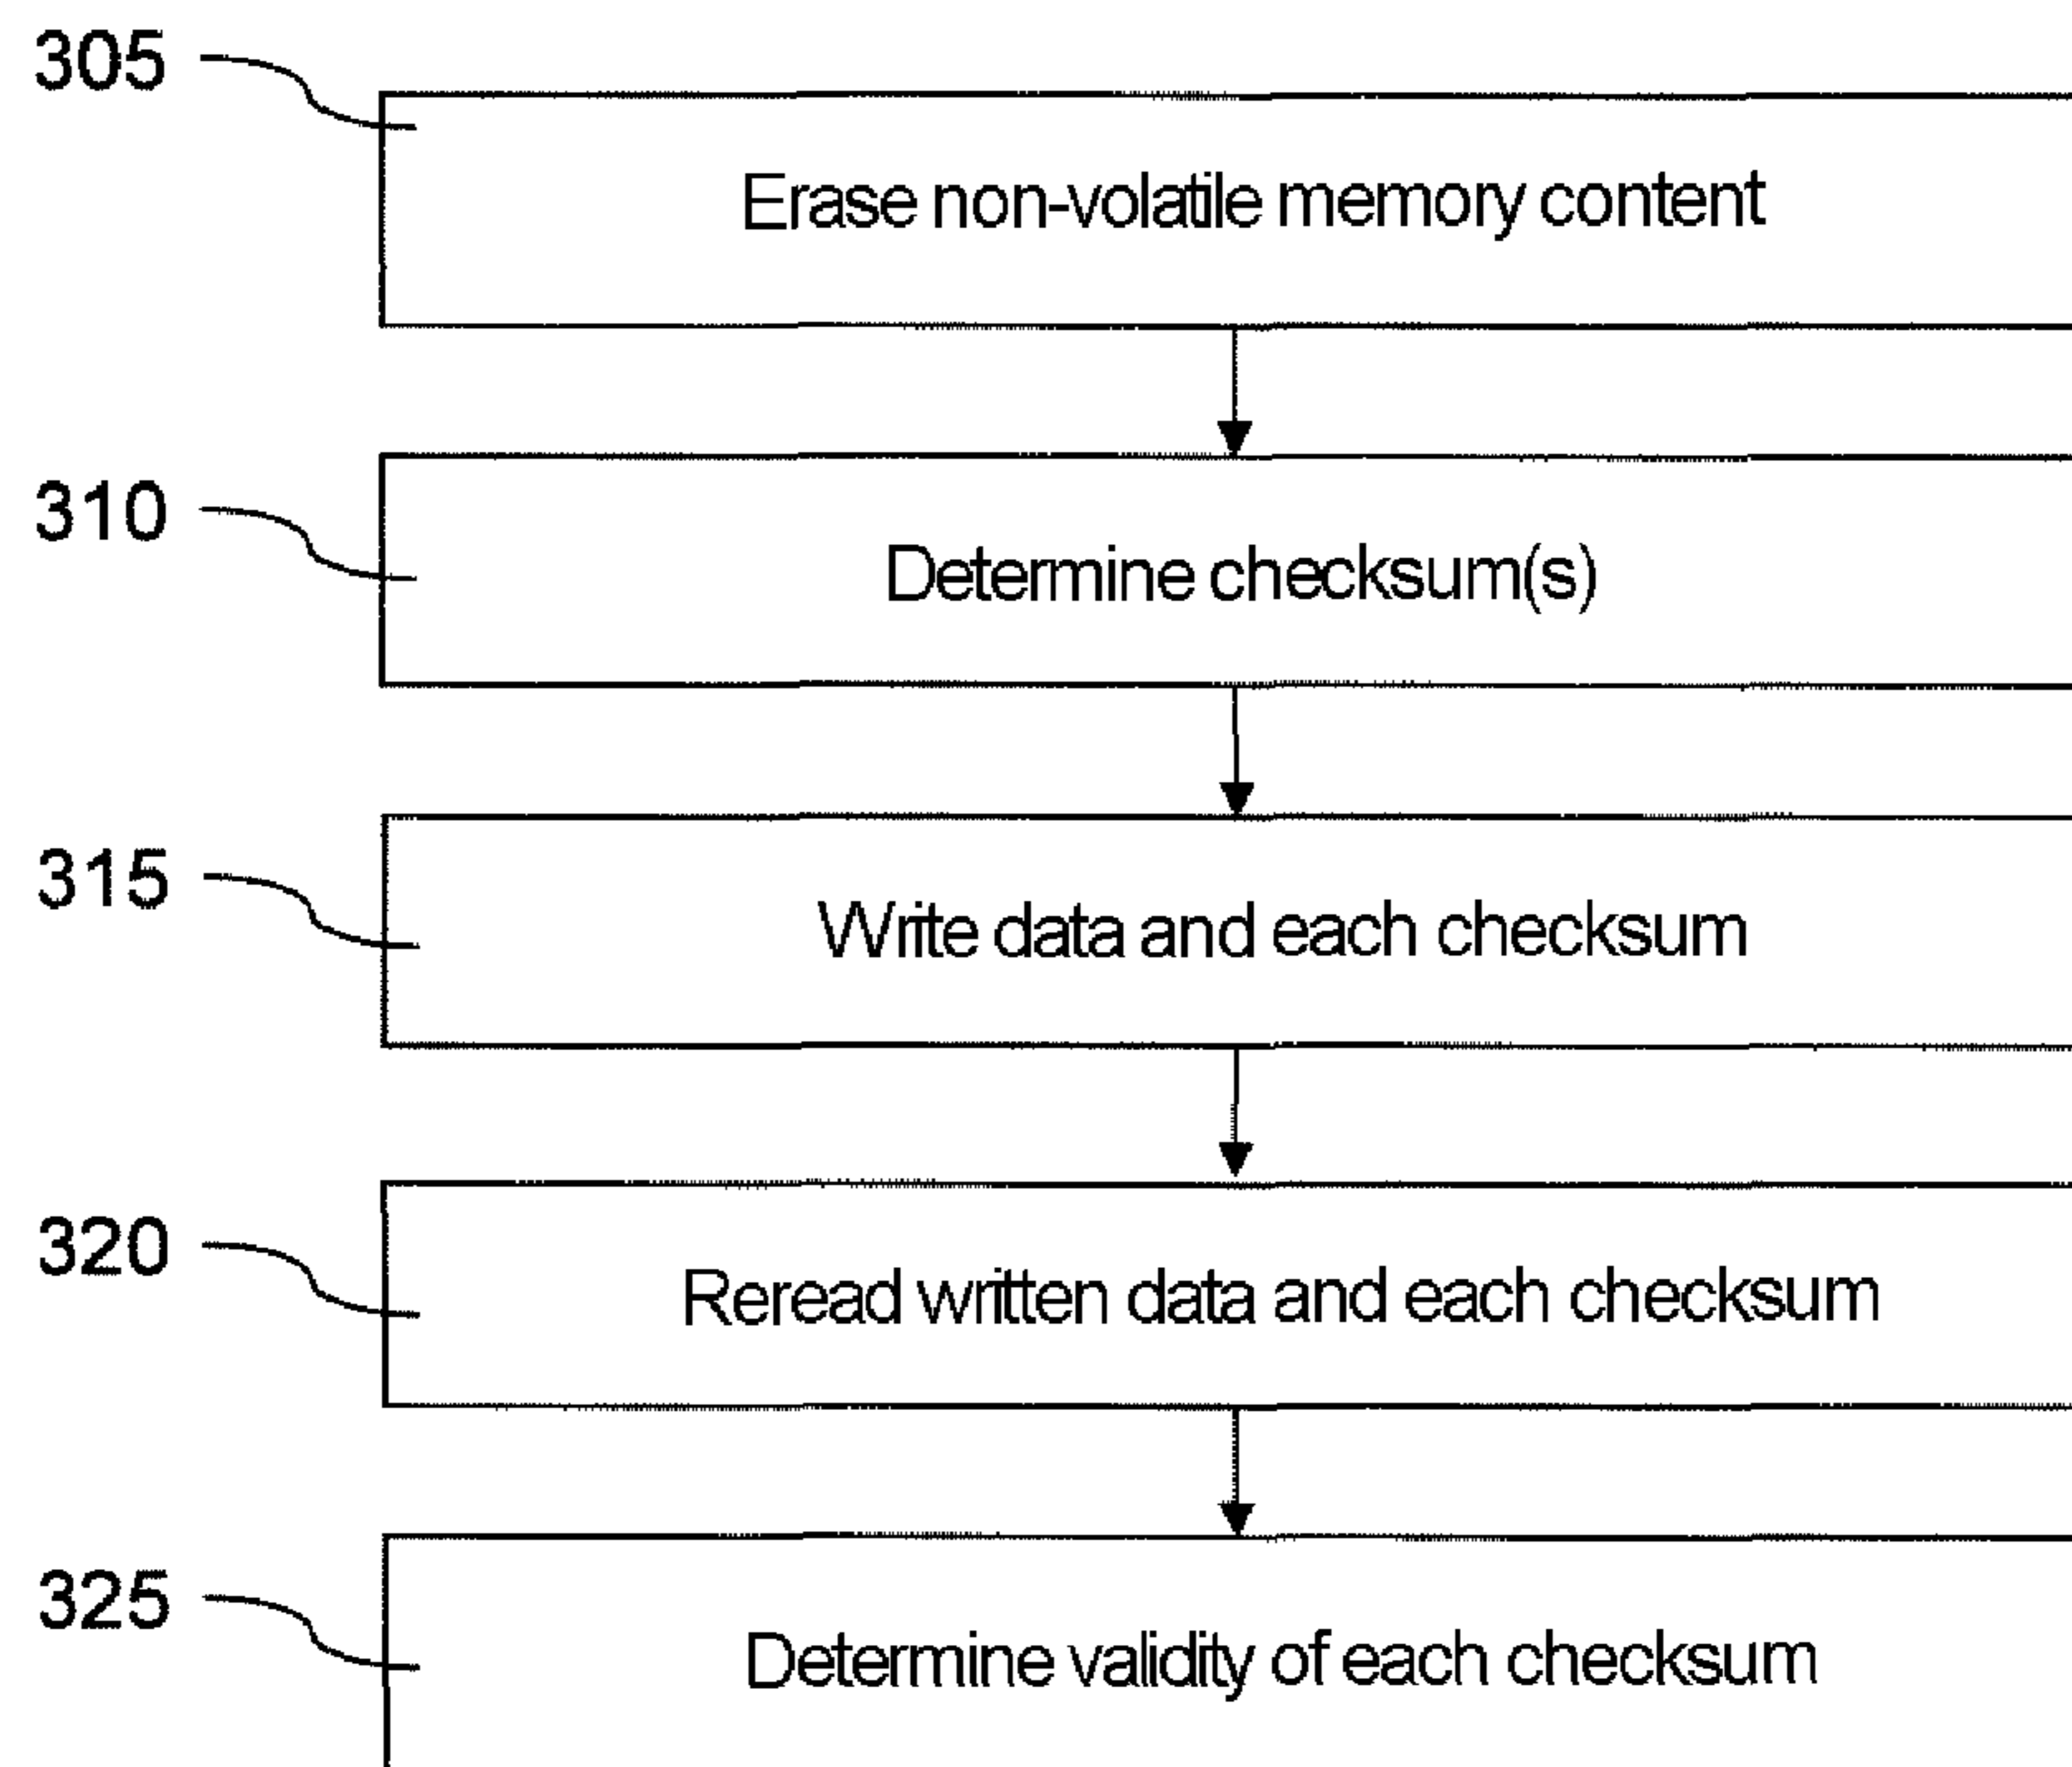 305
Erase non-volatile memory content
310
Determine checksum(s)
315
Write data and each checksum
320
Reread written data and each checksum
325
Determine validity of each checksum